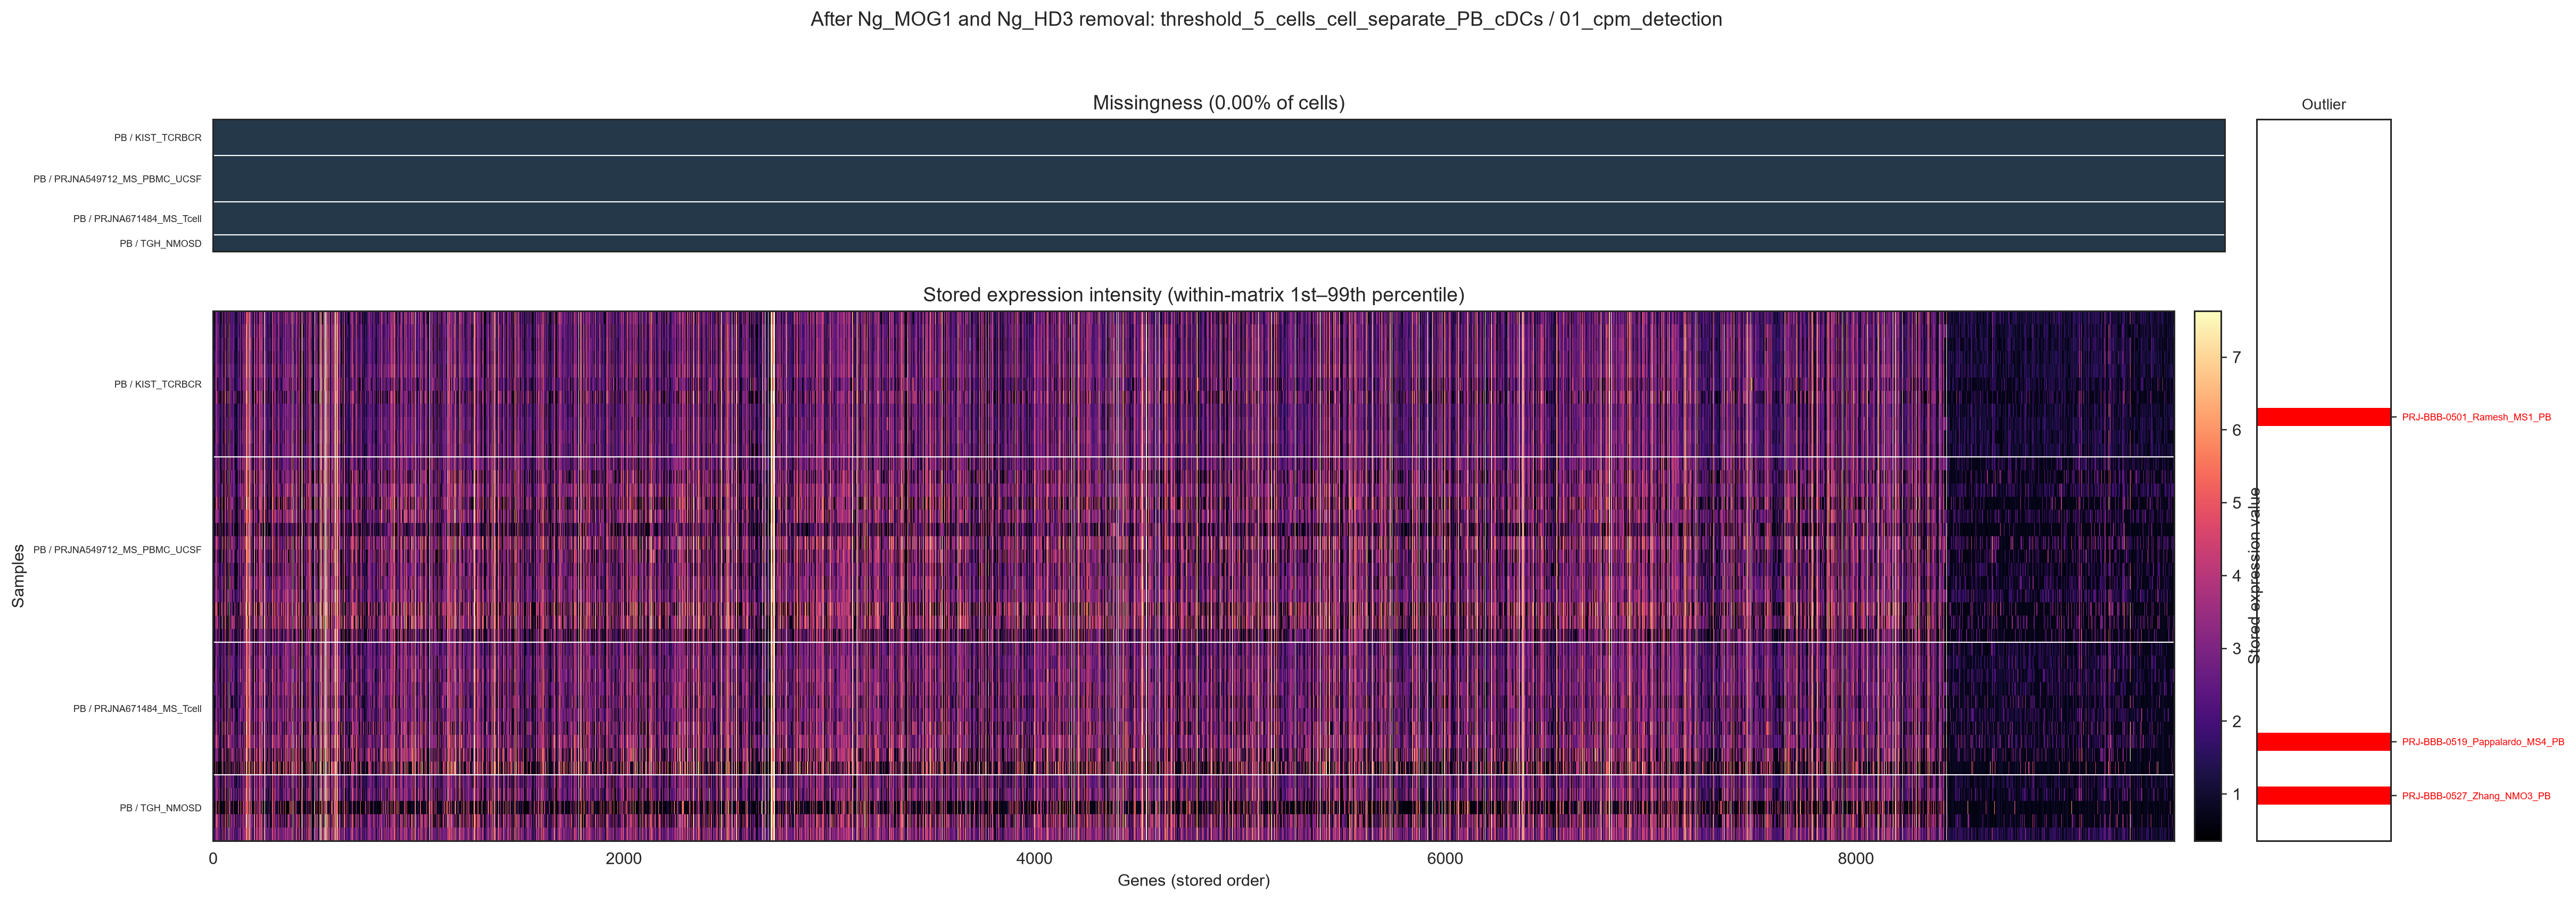 After Ng_MOG1 and Ng_HD3 removal: threshold_5_cells_cell_separate_PB_cDCs / 01_cpm_detection
Missingness (0.00% of cells)
Outlier
PB / KIST_TCRBCR
PB / PRJNA549712_MS_PBMC_UCSF
PB / PRJNA671484_MS_Tcell
PB / TGH_NMOSD
Stored expression intensity (within-matrix 1st–99th percentile)
Samples
PB / KIST_TCRBCR
PB / PRJNA549712_MS_PBMC_UCSF
PB / PRJNA671484_MS_Tcell
PB / TGH_NMOSD
0
2000
4000
6000
8000
Genes (stored order)
7
6
5
4
3
2
1
Stored expression value
PRJ-BBB-0501_Ramesh_MS1_PB
PRJ-BBB-0519_Pappalardo_MS4_PB
PRJ-BBB-0527_Zhang_NMO3_PB